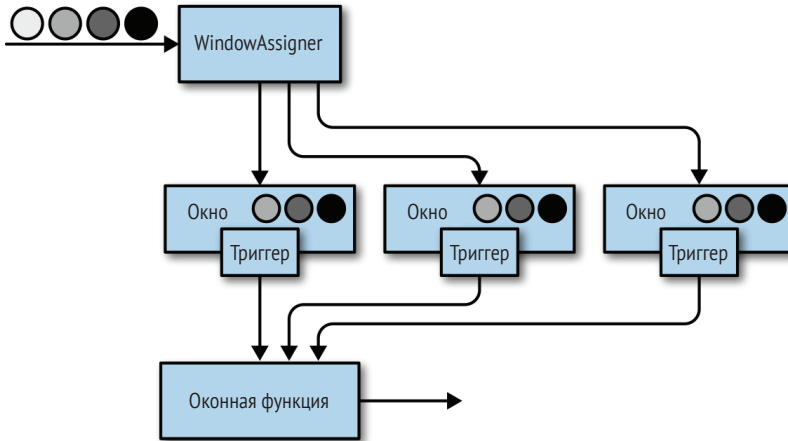 WindowAssigner
Окно
Окно
Окно
Триггер
Триггер
Триггер
Оконная функция